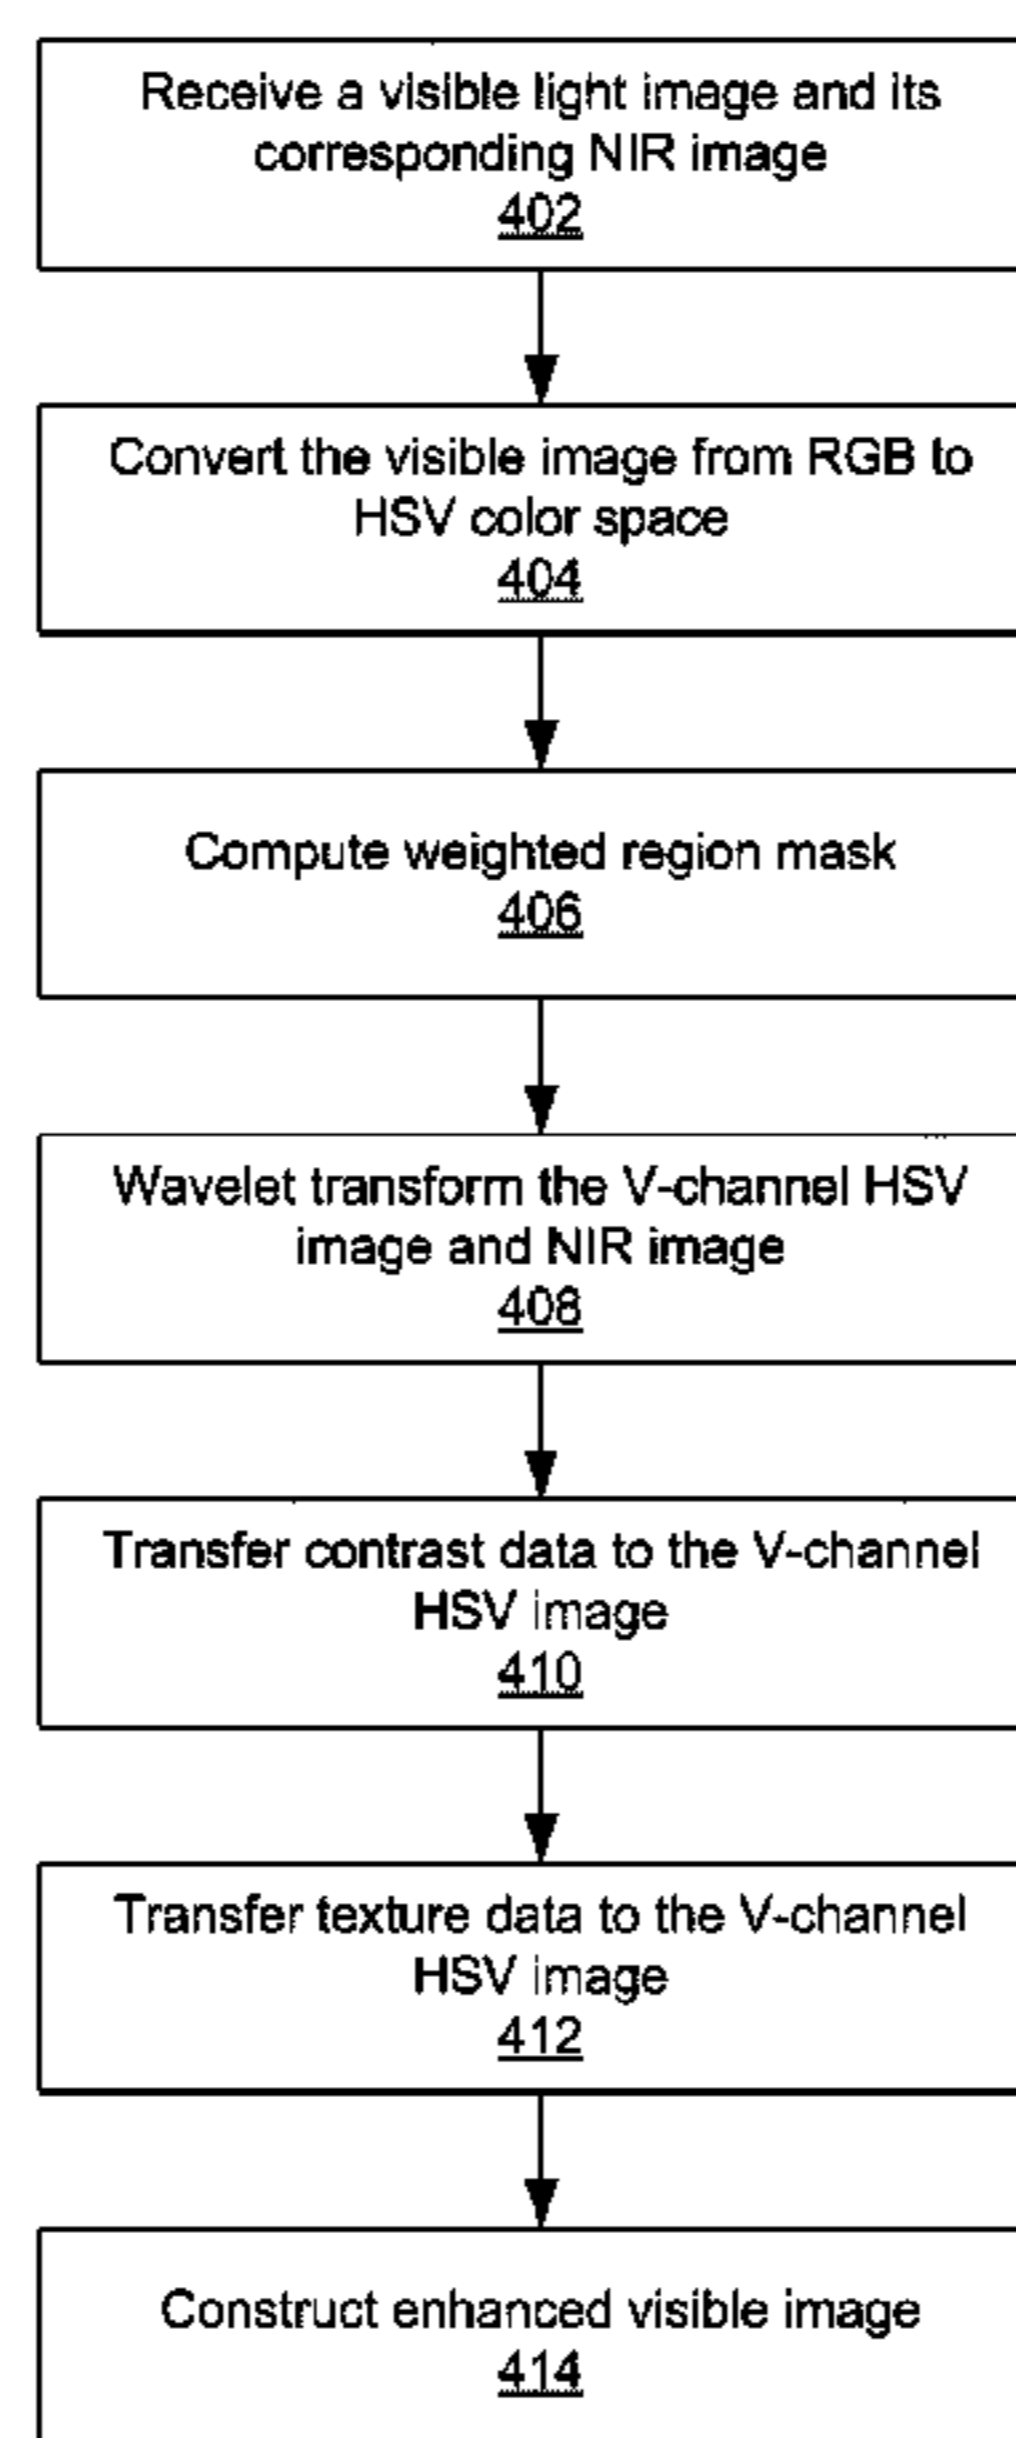 Receive a visible light image and its
corresponding NIR image
402
Convert the visible image from RGB to
HSV color space
404
Compute weighted region mask
406
Wavelet transform the V-channel HSV
image and NIR image
408
Transfer contrast data to the V-channel
HSV image
410
Transfer texture data to the V-channel
HSV image
412
Construct enhanced visible image
414